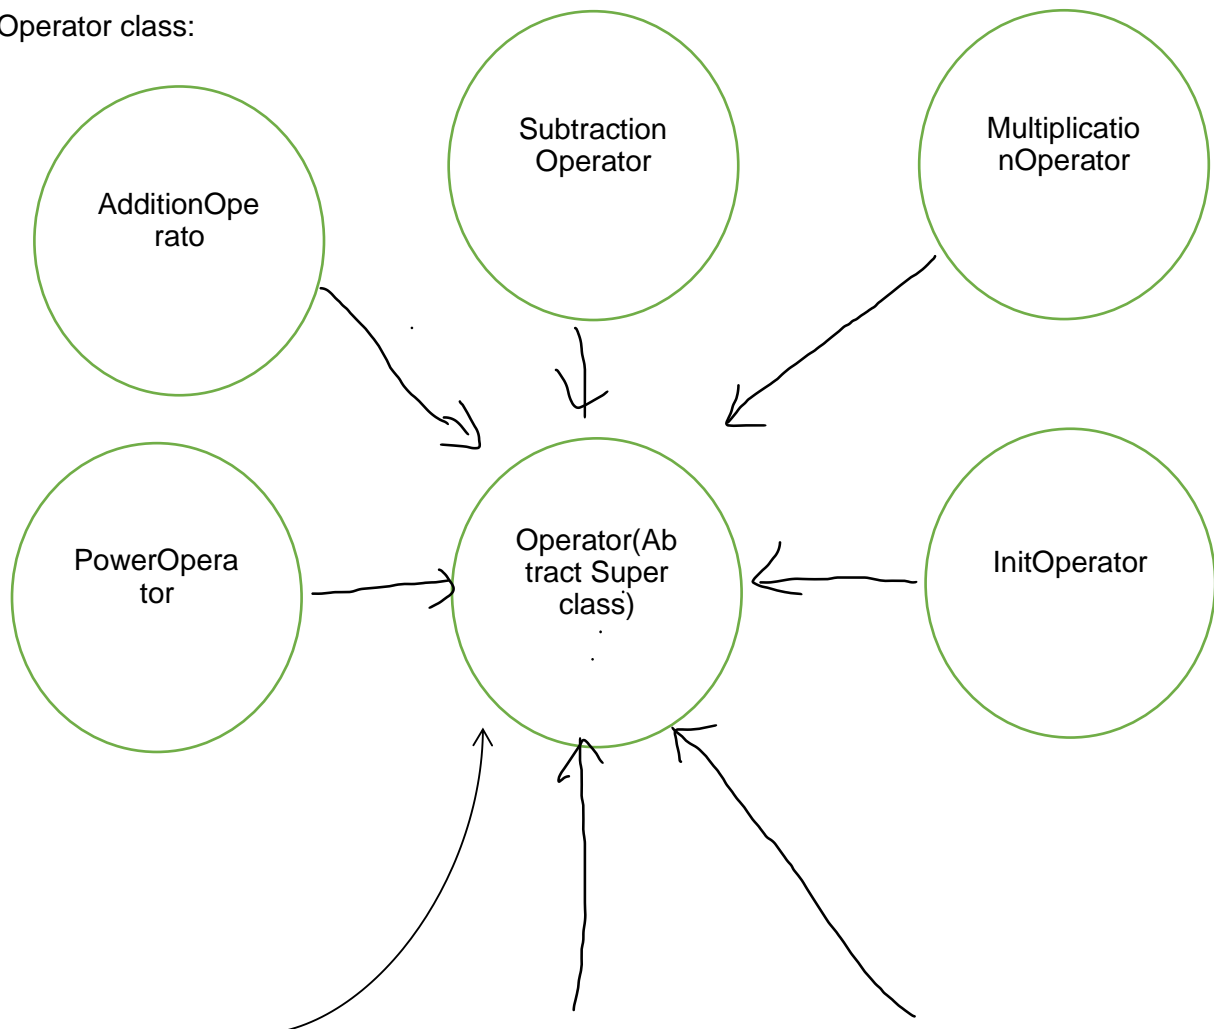 Operator class:
Subtraction
Operator
Multiplicatio
nOperator
AdditionOpe
rato
PowerOpera
tor
Operator(Ab
tract Super
class)
InitOperator